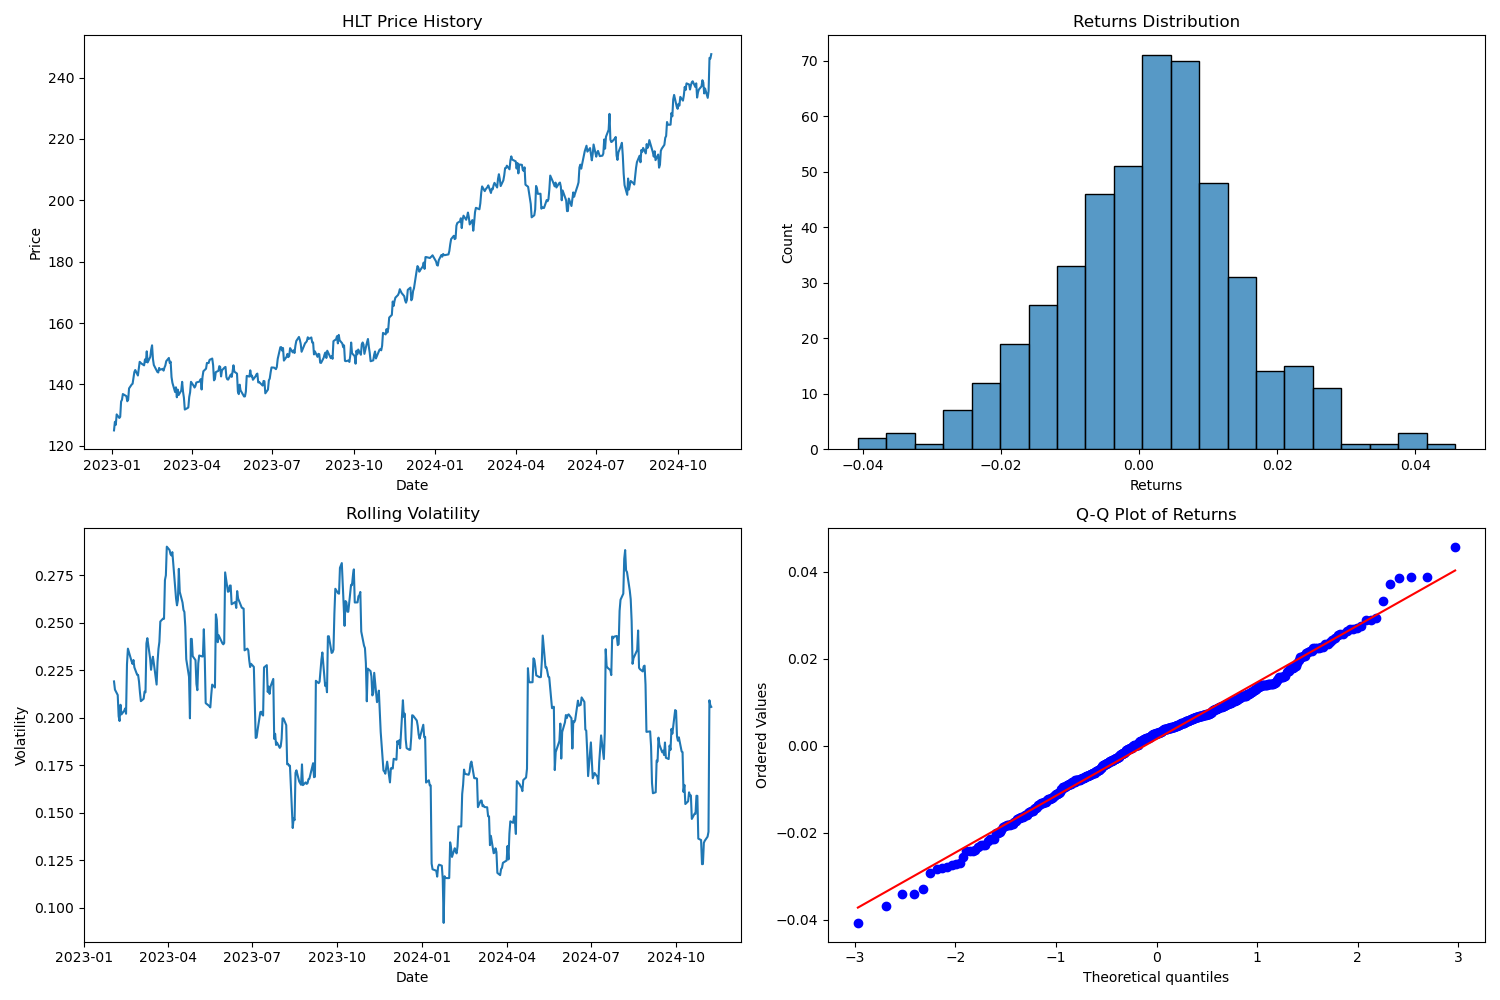 HLT Price History
Price
240
220
200
180
160
140
120
2023-01 2023-04 2023-07 2023-10 2024-01 2024-04 2024-07 2024-10
Date
Returns Distribution
Count
70
60
50
40
30
20
10
0
−0.04 −0.02 0.00 0.02 0.04
Returns
Rolling Volatility
Volatility
0.275
0.250
0.225
0.200
0.175
0.150
0.125
0.100
2023-01 2023-04 2023-07 2023-10 2024-01 2024-04 2024-07 2024-10
Date
Q-Q Plot of Returns
Ordered Values
0.04
0.02
0.00
−0.02
−0.04
−3 −2 −1 0 1 2 3
Theoretical quantiles